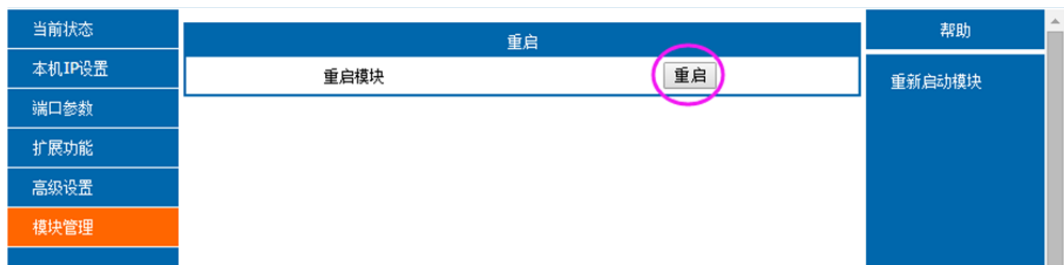 当前状态
本机IP设置
端口参数
扩展功能
高级设置
模块管理
重启
重启模块
重启
帮助
重新启动模块